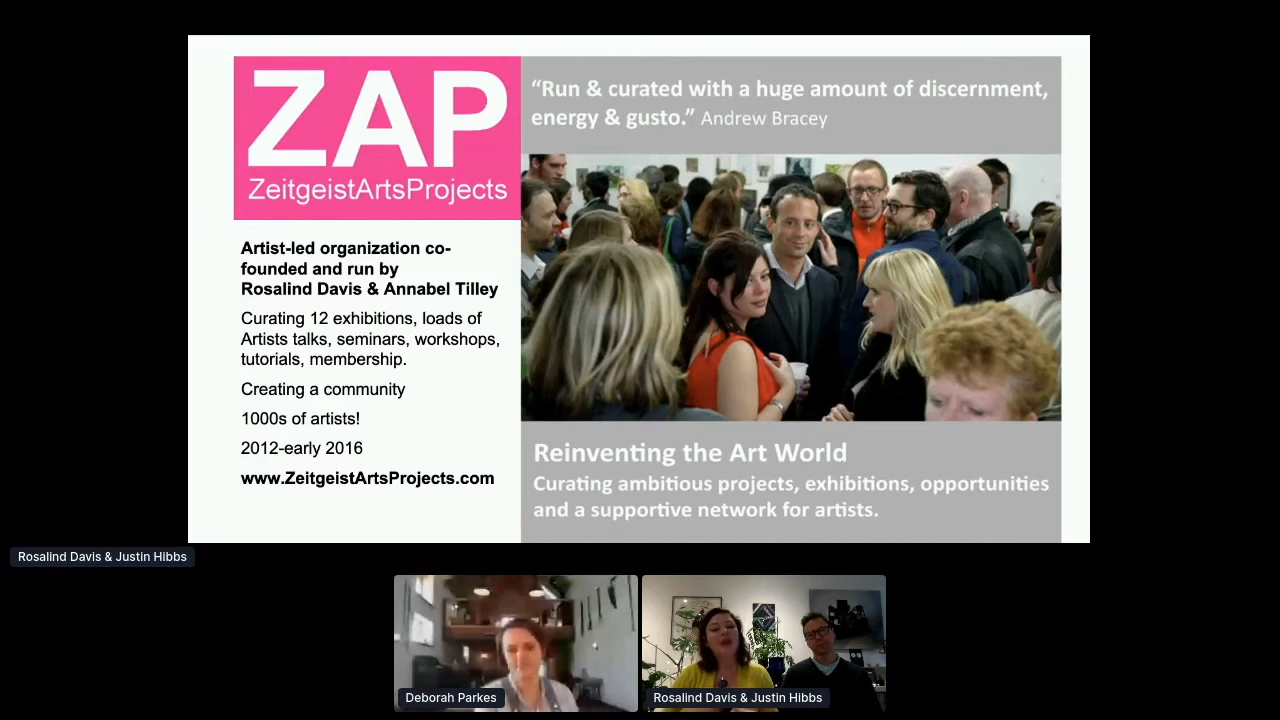 ZAP
ZeitgeistArtsProjects
“Run & curated with a huge amount of discernment,
energy & gusto.” Andrew Bracey
Artist-led organization co-
founded and run by
Rosalind Davis & Annabel Tilley
Curating 12 exhibitions, loads of
Artists talks, seminars, workshops,
tutorials, membership.
Creating a community
1000s of artists!
2012-early 2016
www.ZeitgeistArtsProjects.com
Reinventing the Art World
Curating ambitious projects, exhibitions, opportunities
and a supportive network for artists.
Rosalind Davis & Justin Hibbs
Deborah Parkes
Rosalind Davis & Justin Hibbs